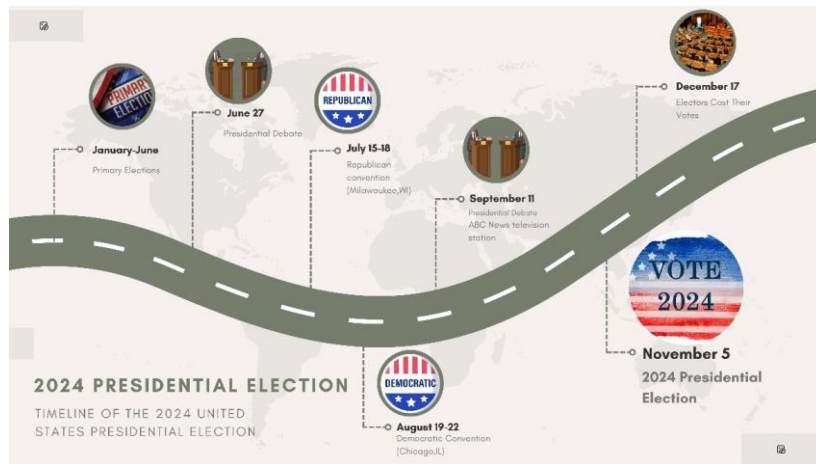 PRIMARY
ELECTION
January-June
Primary Elections
June 27
Presidential Debate
REPUBLICAN
July 15-18
Republican
convention
(Milawaukee,WI)
September 11
Presidential Debate
ABC News television
station
December 17
Electors Cast Their
Votes
VOTE
2024
November 5
2024 Presidential
Election
DEMOCRATIC
August 19-22
Democratic Convention
(Chicago,IL)
2024 PRESIDENTIAL ELECTION
TIMELINE OF THE 2024 UNITED
STATES PRESIDENTIAL ELECTION